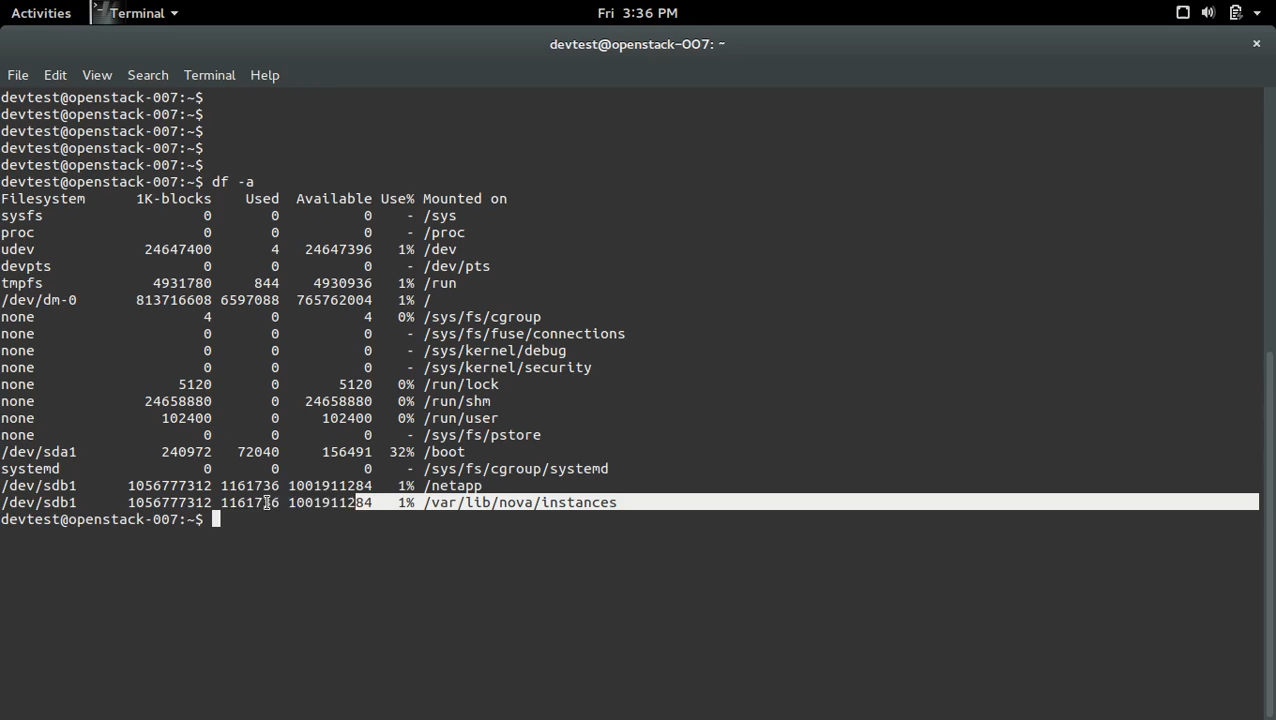 Activities Terminal Fri 3:36 PM
devtest@openstack-007: ~ ×
File Edit View Search Terminal Help
devtest@openstack-007:~$
devtest@openstack-007:~$
devtest@openstack-007:~$
devtest@openstack-007:~$
devtest@openstack-007:~$
devtest@openstack-007:~$ df -a
Filesystem 1K-blocks Used Available Use% Mounted on
sysfs 0 0 0 - /sys
proc 0 0 0 - /proc
udev 24647400 4 24647396 1% /dev
devpts 0 0 0 - /dev/pts
tmpfs 4931780 844 4930936 1% /run
/dev/dm-0 813716608 6597088 765762004 1% /
none 4 0 4 0% /sys/fs/cgroup
none 0 0 0 - /sys/fs/fuse/connections
none 0 0 0 - /sys/kernel/debug
none 0 0 0 - /sys/kernel/security
none 5120 0 5120 0% /run/lock
none 24658880 0 24658880 0% /run/shm
none 102400 0 102400 0% /run/user
none 0 0 0 - /sys/fs/pstore
/dev/sda1 240972 72040 156491 32% /boot
systemd 0 0 0 - /sys/fs/cgroup/systemd
/dev/sdb1 1056777312 1161736 1001911284 1% /netapp
/dev/sdb1 1056777312 1161736 1001911284 1% /var/lib/nova/instances
devtest@openstack-007:~$